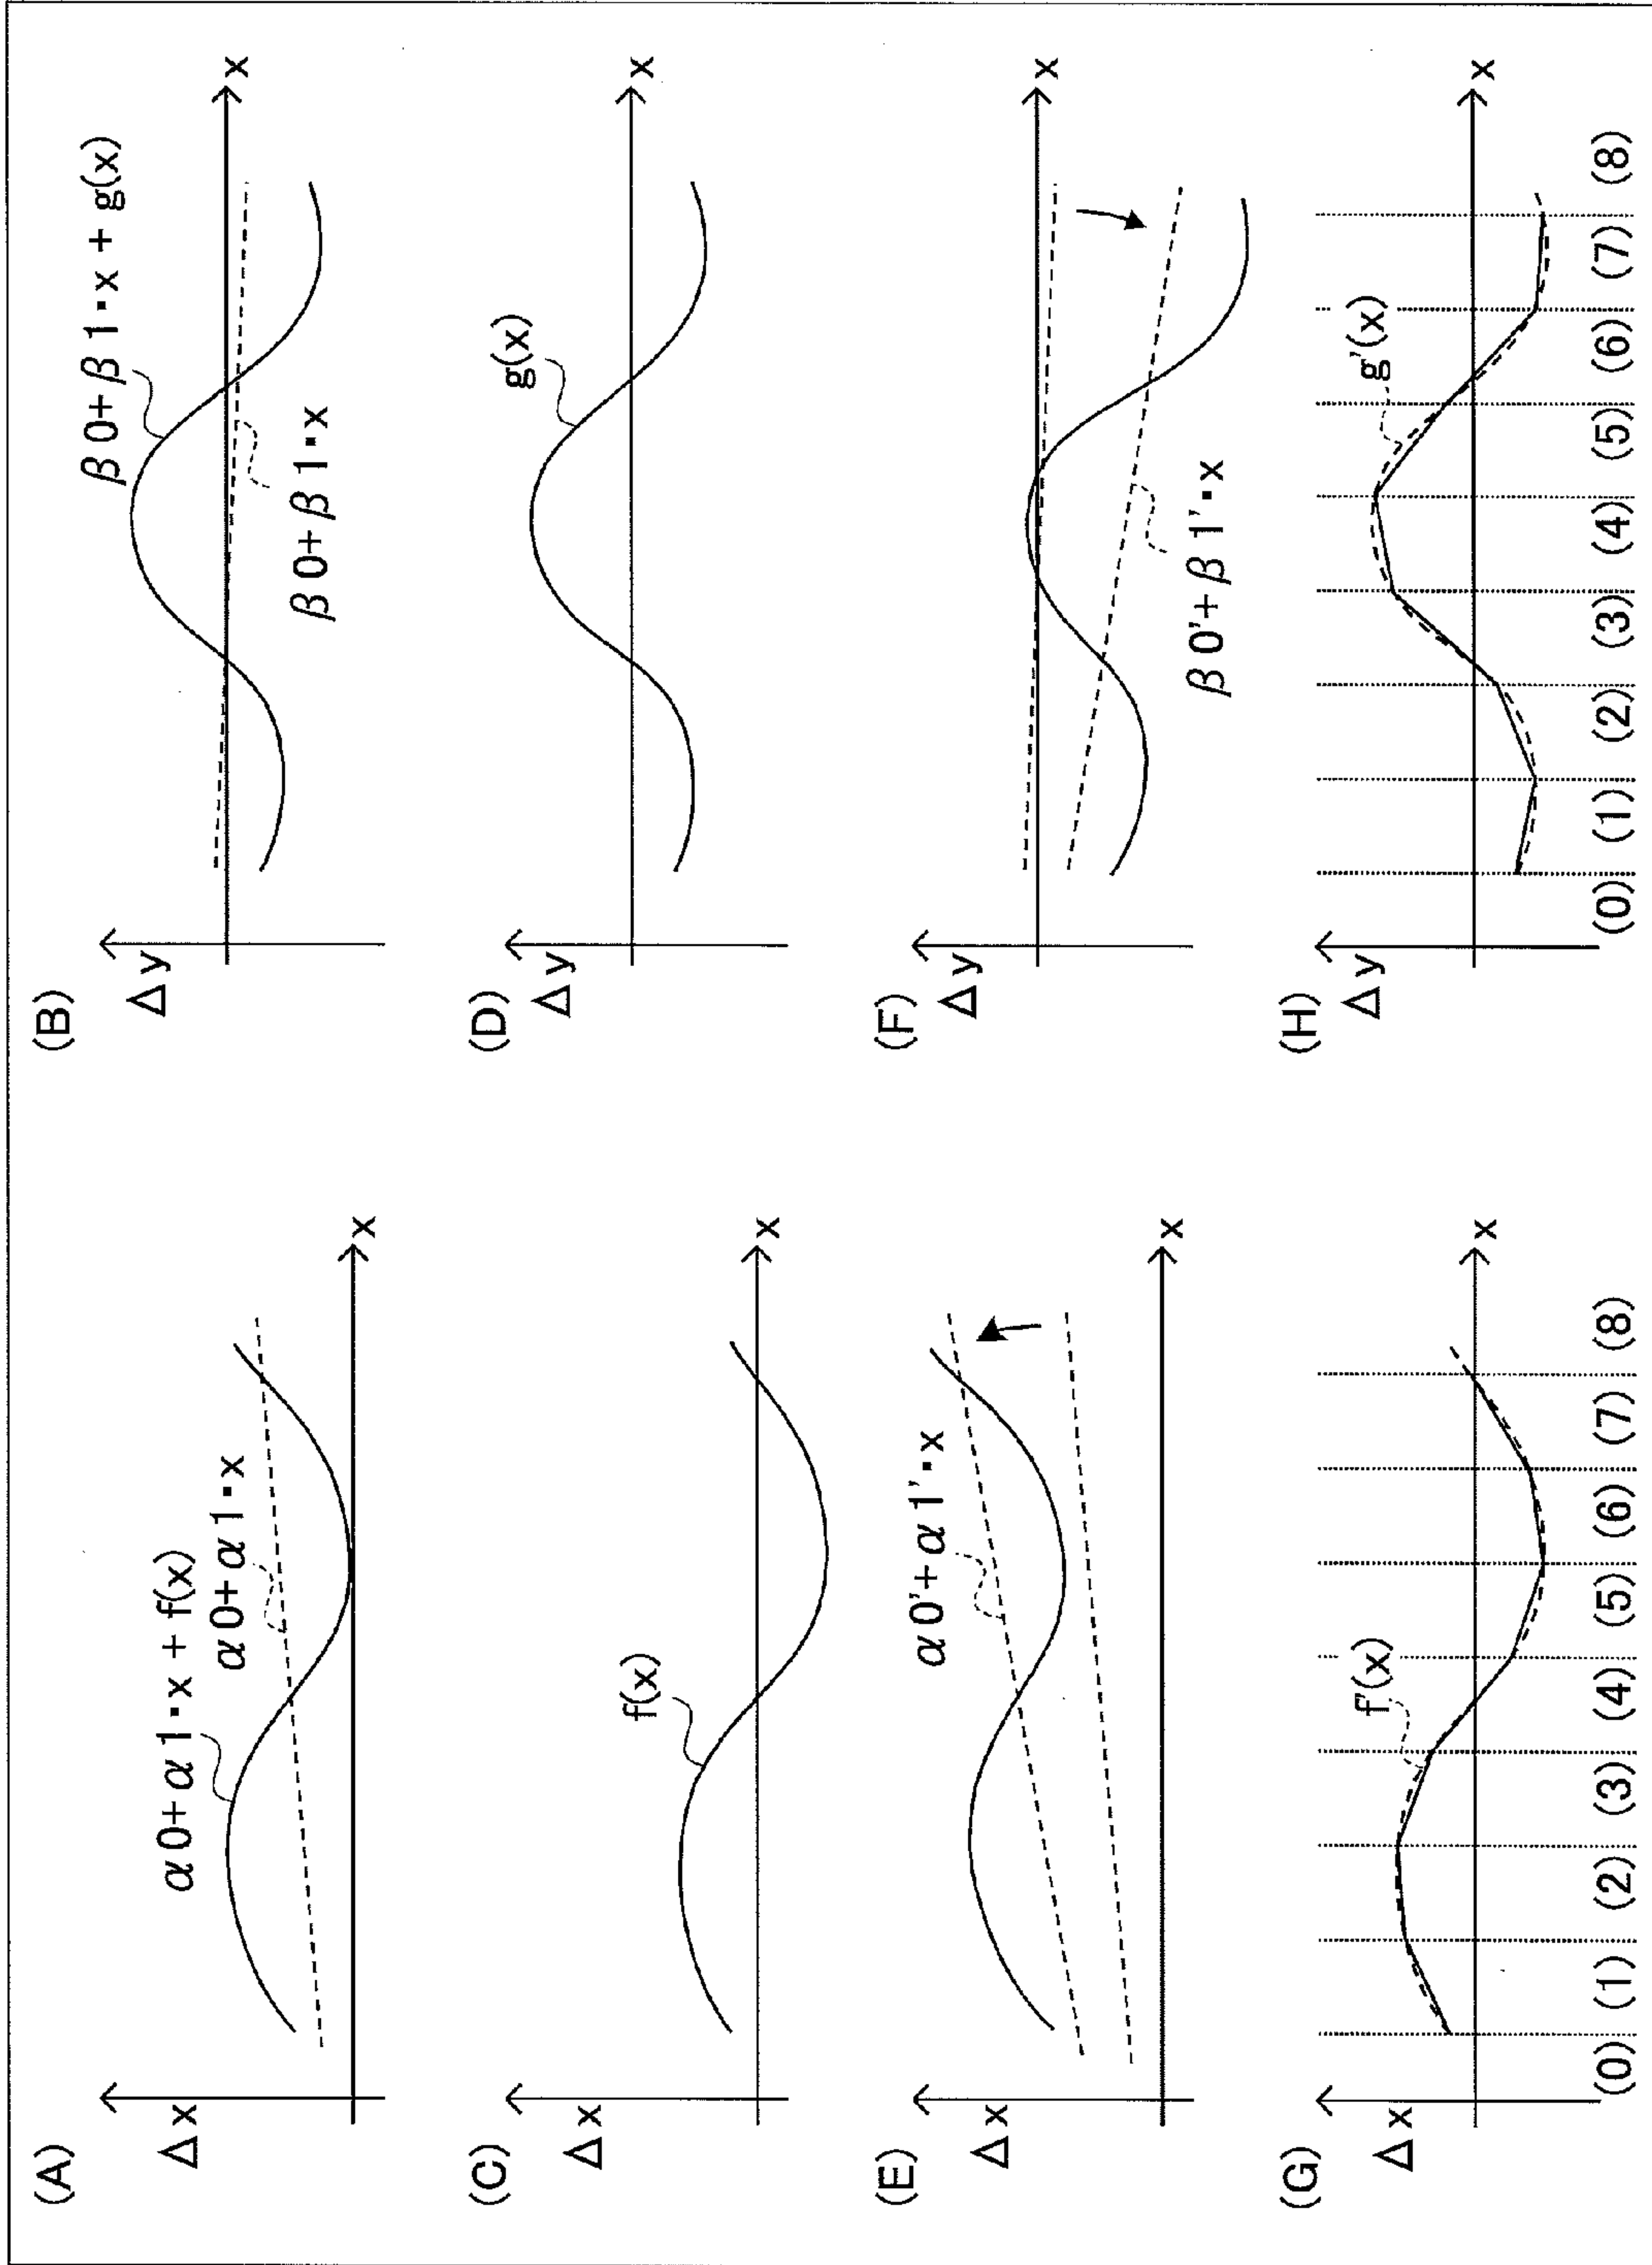 (A)
α0+α1·x + f(x)
α0+α1·x
Δx
x
(B)
β0+β1·x + g(x)
β0+β1·x
Δy
x
(C)
f(x)
Δx
x
(D)
g(x)
Δy
x
(E)
α0'+α1'·x
Δx
x
(F)
β0'+β1'·x
Δy
x
(G)
f'(x)
Δx
x
(0) (1) (2) (3) (4) (5) (6) (7) (8)
(H)
g'(x)
Δy
x
(0) (1) (2) (3) (4) (5) (6) (7) (8)